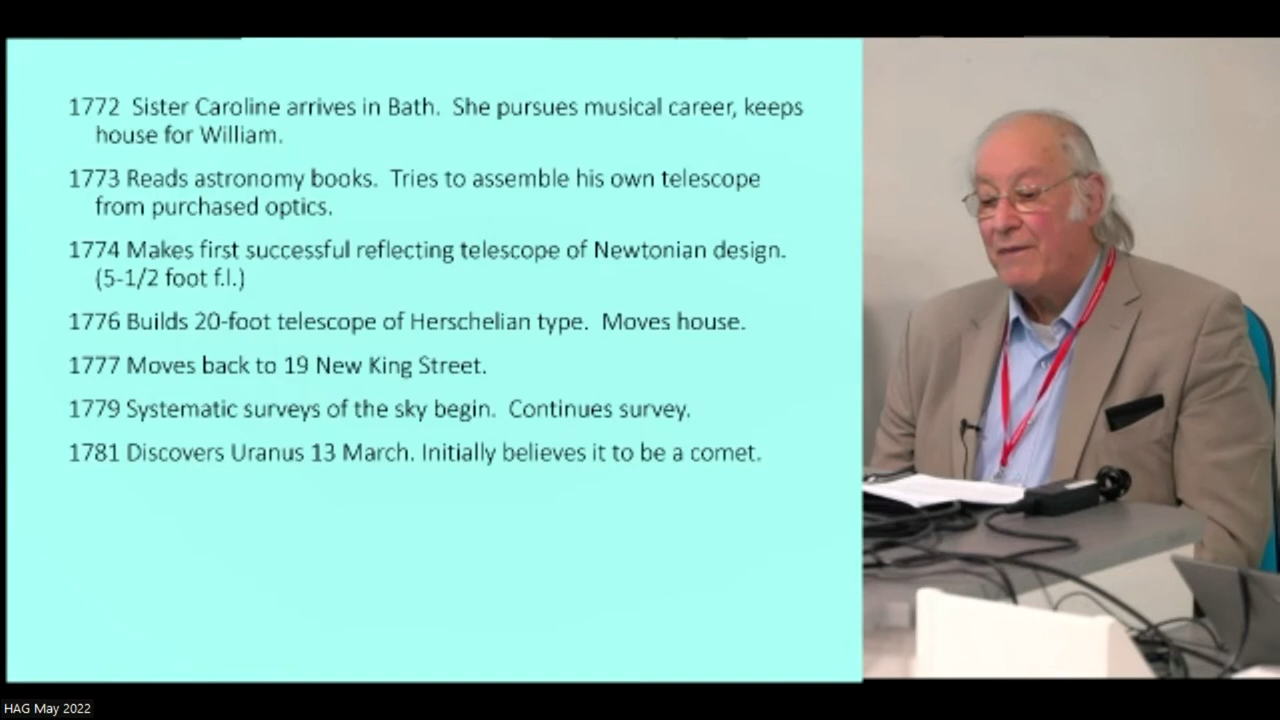 1772  Sister Caroline arrives in Bath.  She pursues musical career, keeps
house for William.
1773 Reads astronomy books.  Tries to assemble his own telescope
from purchased optics.
1774 Makes first successful reflecting telescope of Newtonian design.
(5-1/2 foot f.l.)
1776 Builds 20-foot telescope of Herschelian type.  Moves house.
1777 Moves back to 19 New King Street.
1779 Systematic surveys of the sky begin.  Continues survey.
1781 Discovers Uranus 13 March. Initially believes it to be a comet.
HAG May 2022